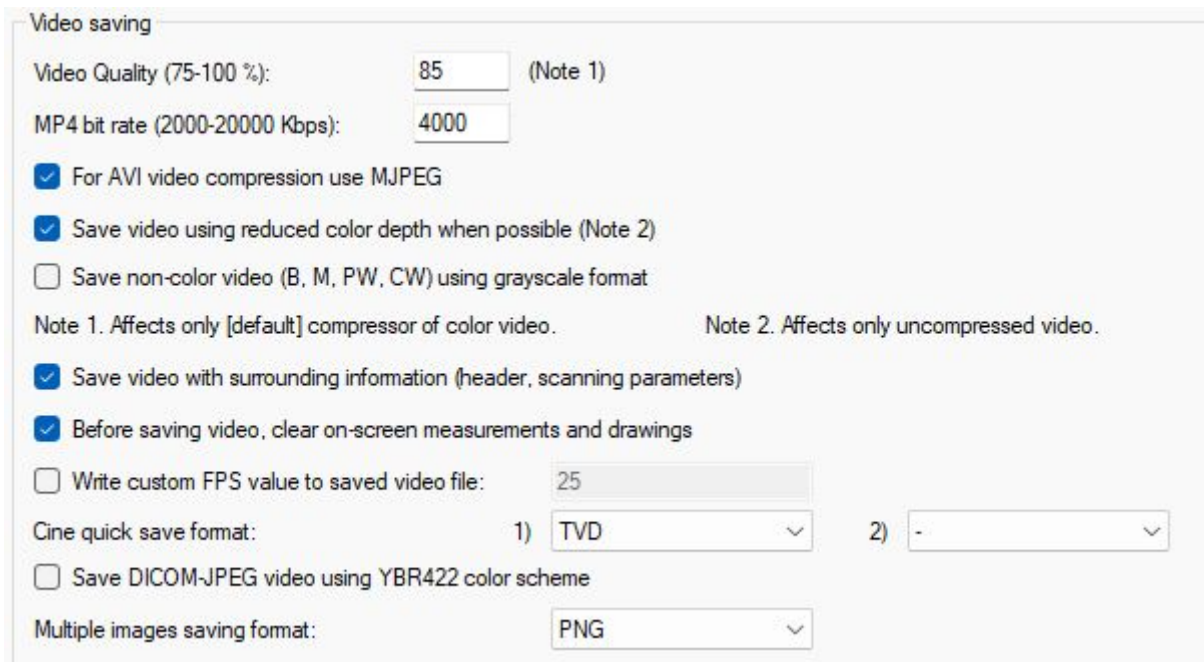 Video saving
Video Quality (75-100 %): 85 (Note 1)
MP4 bit rate (2000-20000 Kbps): 4000
For AVI video compression use MJPEG
Save video using reduced color depth when possible (Note 2)
Save non-color video (B, M, PW, CW) using grayscale format
Note 1. Affects only [default] compressor of color video. Note 2. Affects only uncompressed video.
Save video with surrounding information (header, scanning parameters)
Before saving video, clear on-screen measurements and drawings
Write custom FPS value to saved video file: 25
Cine quick save format: 1) TVD 2) -
Save DICOM-JPEG video using YBR422 color scheme
Multiple images saving format: PNG